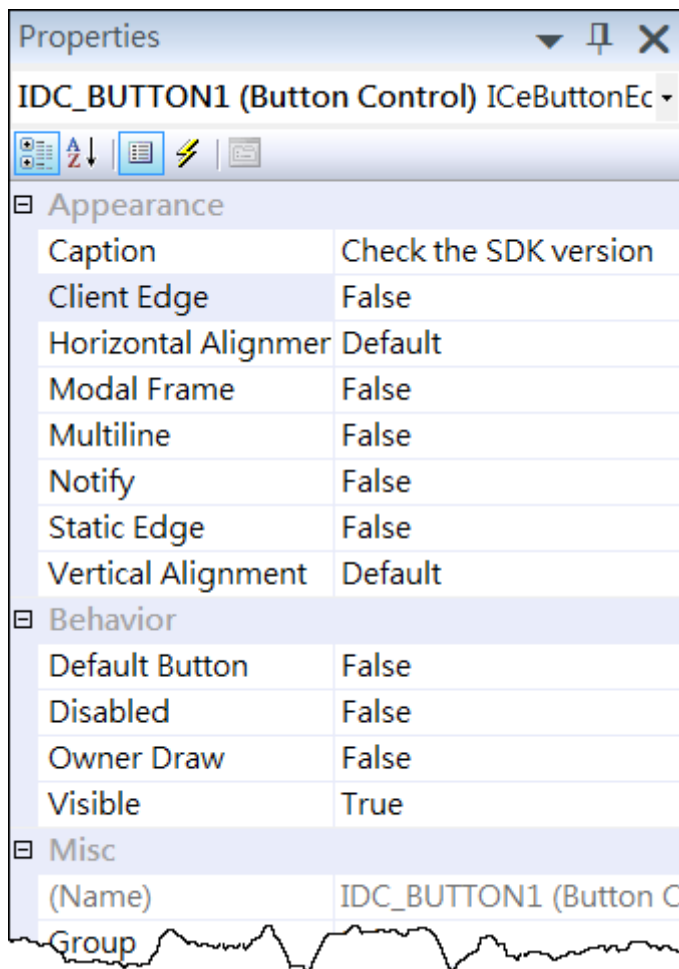 Properties
IDC_BUTTON1 (Button Control) ICeButtonEc
Appearance
Caption Check the SDK version
Client Edge False
Horizontal Alignmer Default
Modal Frame False
Multiline False
Notify False
Static Edge False
Vertical Alignment Default
Behavior
Default Button False
Disabled False
Owner Draw False
Visible True
Misc
(Name) IDC_BUTTON1 (Button C
Group